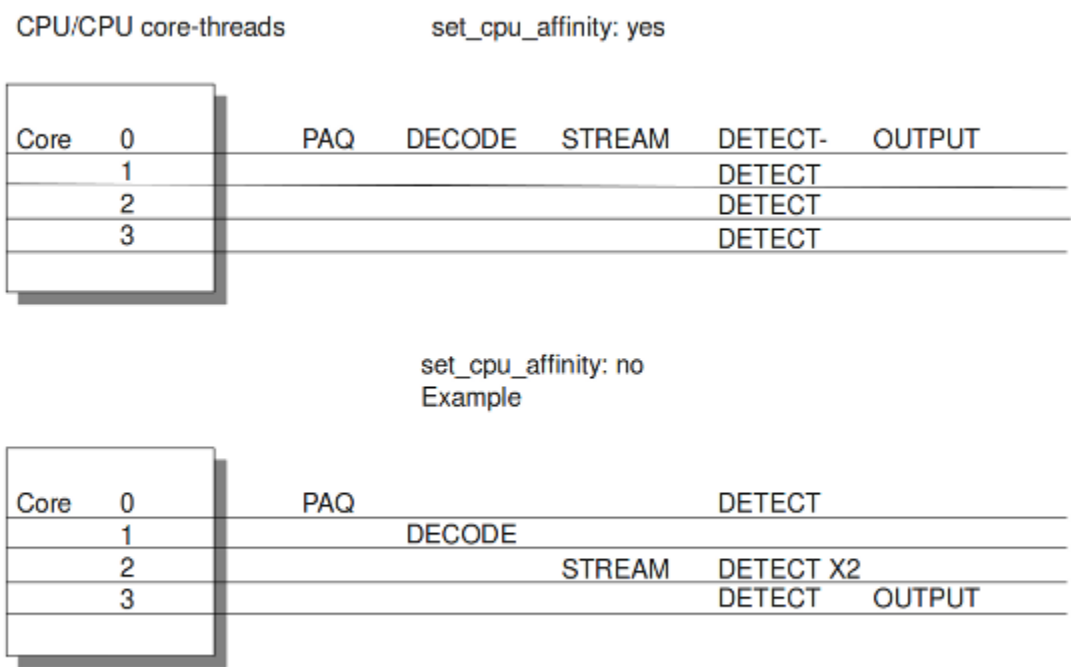 CPU/CPU core-threads set_cpu_affinity: yes
Core 0 PAQ DECODE STREAM DETECT- OUTPUT
1 DETECT
2 DETECT
3 DETECT
set_cpu_affinity: no
Example
Core 0 PAQ DETECT
1 DECODE
2 STREAM DETECT X2
3 DETECT OUTPUT